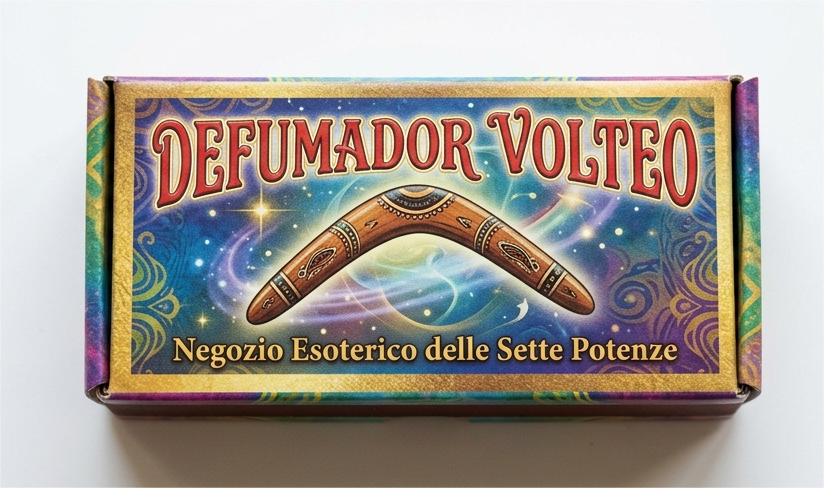 DEFUMADOR VOLTEO
Negozio Esoterico delle Sette Potenze